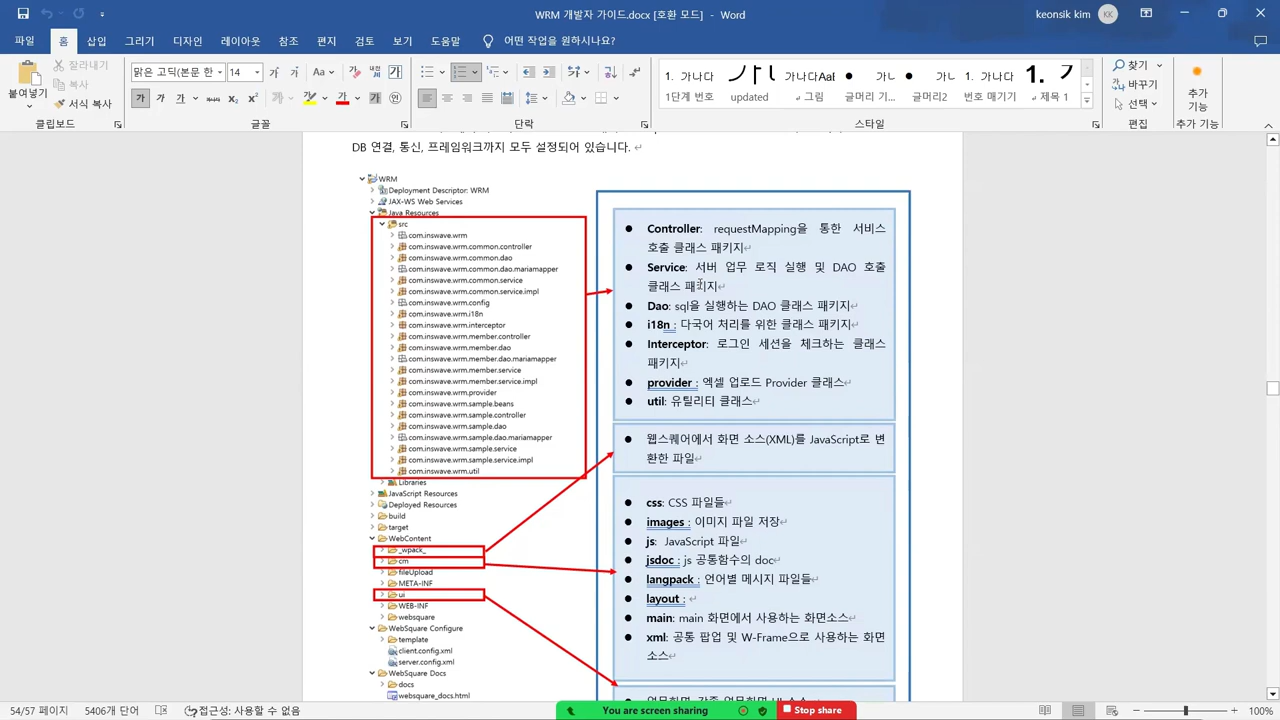 WRM 개발자 가이드.docx [호환 모드] - Word
keonsik kim
KK
파일 홈 삽입 그리기 디자인 레이아웃 참조 편지 검토 보기 도움말 어떤 작업을 원하시나요?
잘라내기
복사
서식 복사
붙여넣기
클립보드
맑은 고딕(본문 한 14
글꼴
단락
1. 가나다 가나다AaB ● 가ㄴ ● 가ㄴ 1. 가나다 1.
1단계 번호 updated 그림 글머리 기... 글머리2 번호 매기기 제목 1
스타일
찾기
바꾸기
선택
편집
추가 기능
추가 기능
DB 연결, 통신, 프레임워크까지 모두 설정되어 있습니다.
WRM
Deployment Descriptor: WRM
JAX-WS Web Services
Java Resources
src
com.inswave.wrm
com.inswave.wrm.common.controller
com.inswave.wrm.common.dao
com.inswave.wrm.common.dao.mariamapper
com.inswave.wrm.common.service
com.inswave.wrm.common.service.impl
com.inswave.wrm.config
com.inswave.wrm.i18n
com.inswave.wrm.interceptor
com.inswave.wrm.member.controller
com.inswave.wrm.member.dao
com.inswave.wrm.member.dao.mariamapper
com.inswave.wrm.member.service
com.inswave.wrm.member.service.impl
com.inswave.wrm.provider
com.inswave.wrm.sample.beans
com.inswave.wrm.sample.controller
com.inswave.wrm.sample.dao
com.inswave.wrm.sample.dao.mariamapper
com.inswave.wrm.sample.service
com.inswave.wrm.sample.service.impl
com.inswave.wrm.util
Libraries
JavaScript Resources
Deployed Resources
build
target
WebContent
_wpack_
cm
fileUpload
META-INF
ui
WEB-INF
websquare
WebSquare Configure
template
client.config.xml
server.config.xml
WebSquare Docs
docs
websquare_docs.html
● Controller: requestMapping을 통한 서비스
호출 클래스 패키지
● Service: 서버 업무 로직 실행 및 DAO 호출
클래스 패키지
● Dao: sql을 실행하는 DAO 클래스 패키지
● i18n : 다국어 처리를 위한 클래스 패키지
● Interceptor: 로그인 세션을 체크하는 클래스
패키지
● provider : 엑셀 업로드 Provider 클래스
● util: 유틸리티 클래스
● 웹스퀘어에서 화면 소스(XML)를 JavaScript로 변
환한 파일
● css: CSS 파일들
● images : 이미지 파일 저장
● js: JavaScript 파일
● jsdoc : js 공통함수의 doc
● langpack : 언어별 메시지 파일들
● layout :
● main: main 화면에서 사용하는 화면소스
● xml: 공통 팝업 및 W-Frame으로 사용하는 화면
소스
54/57 페이지 5406개 단어 접근성: 사용할 수 없음
You are screen sharing
Stop share
100%